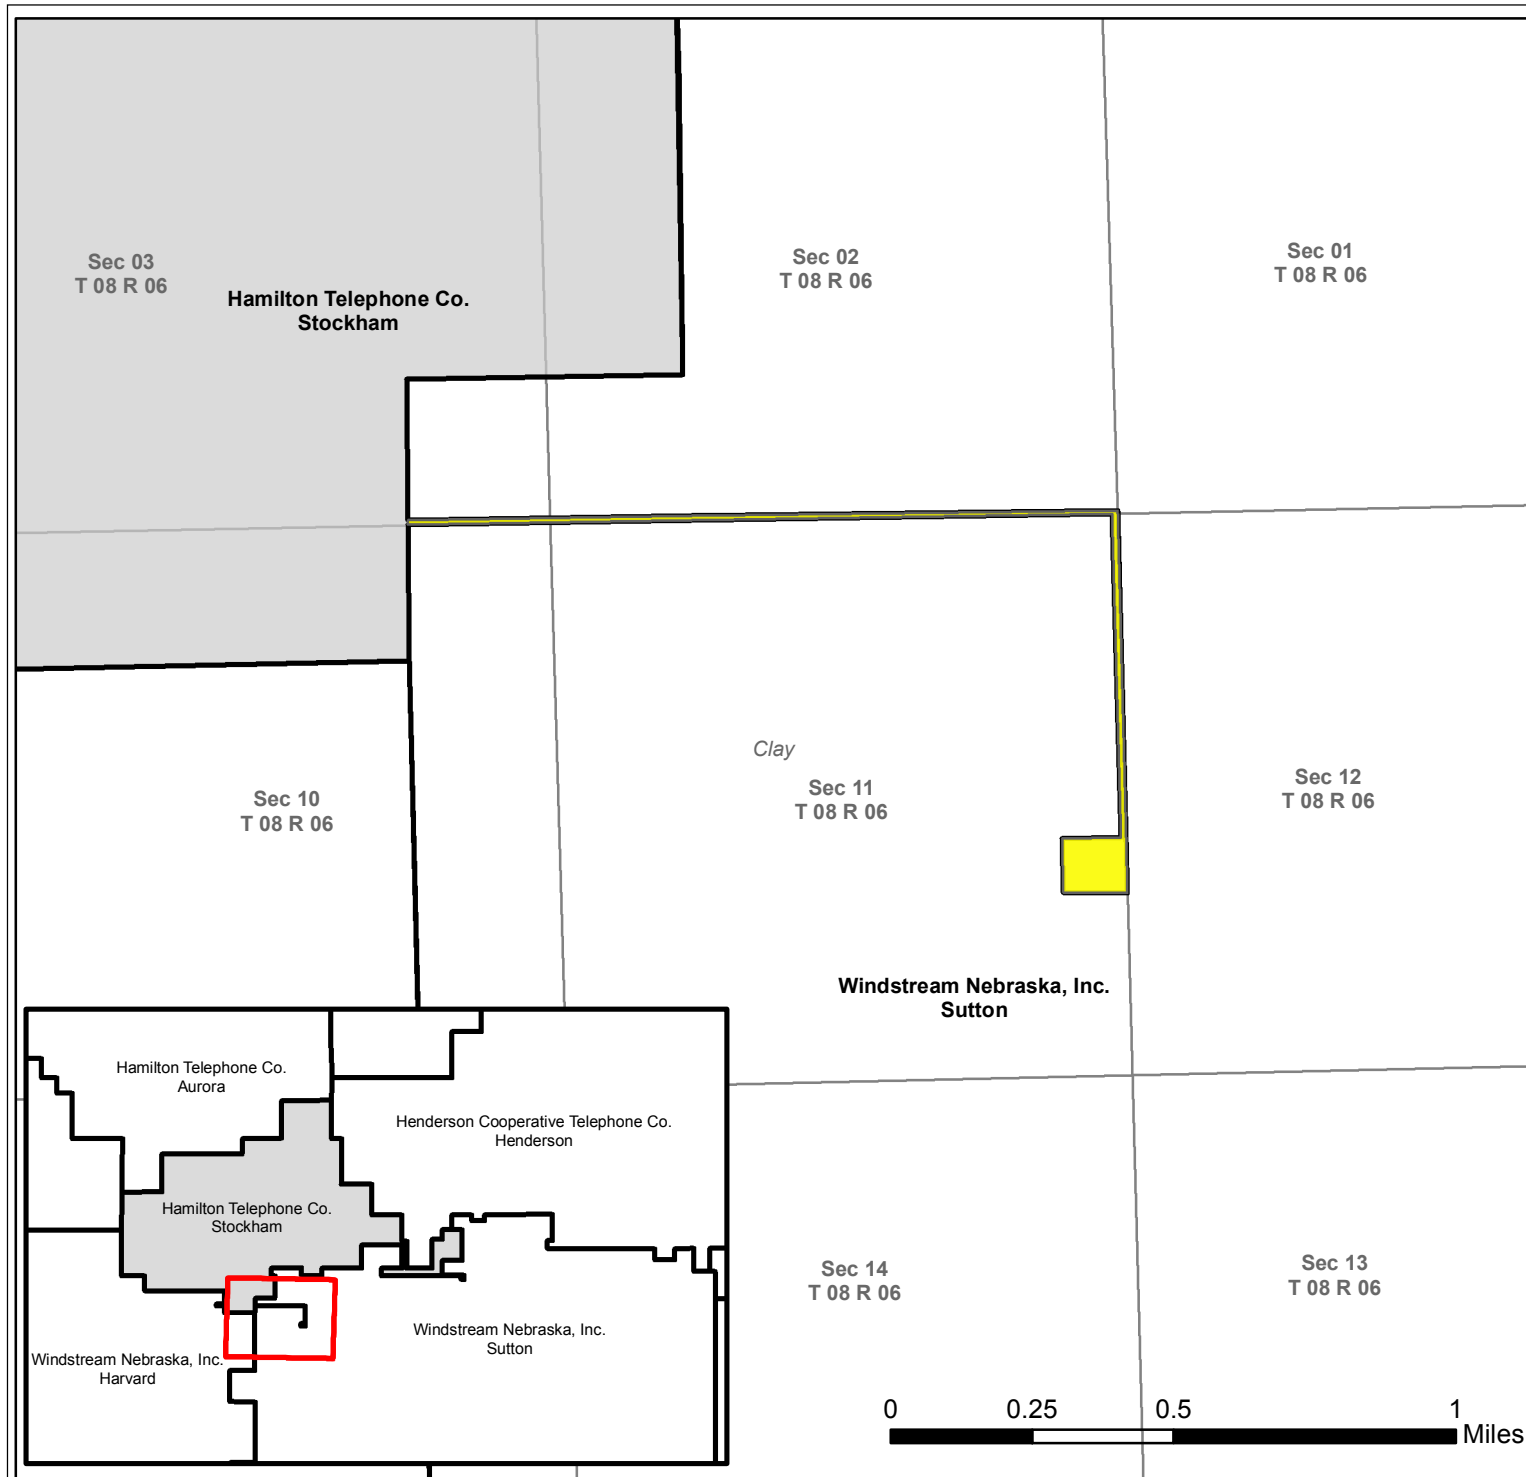 Sec 03
T 08 R 06
Hamilton Telephone Co.
Stockham
Sec 02
T 08 R 06
Sec 01
T 08 R 06
Clay
Sec 10
T 08 R 06
Sec 11
T 08 R 06
Sec 12
T 08 R 06
Windstream Nebraska, Inc.
Sutton
Hamilton Telephone Co.
Aurora
Henderson Cooperative Telephone Co.
Henderson
Hamilton Telephone Co.
Stockham
Windstream Nebraska, Inc.
Sutton
Windstream Nebraska, Inc.
Harvard
Sec 14
T 08 R 06
Sec 13
T 08 R 06
0 0.25 0.5 1
Miles